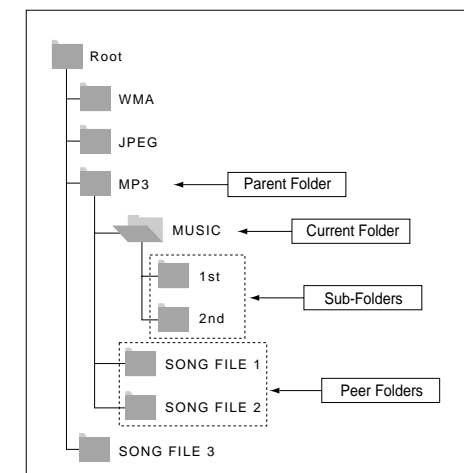 Root
WMA
JPEG
MP3
Parent Folder
MUSIC
Current Folder
1st
Sub-Folders
2nd
SONG FILE 1
Peer Folders
SONG FILE 2
SONG FILE 3